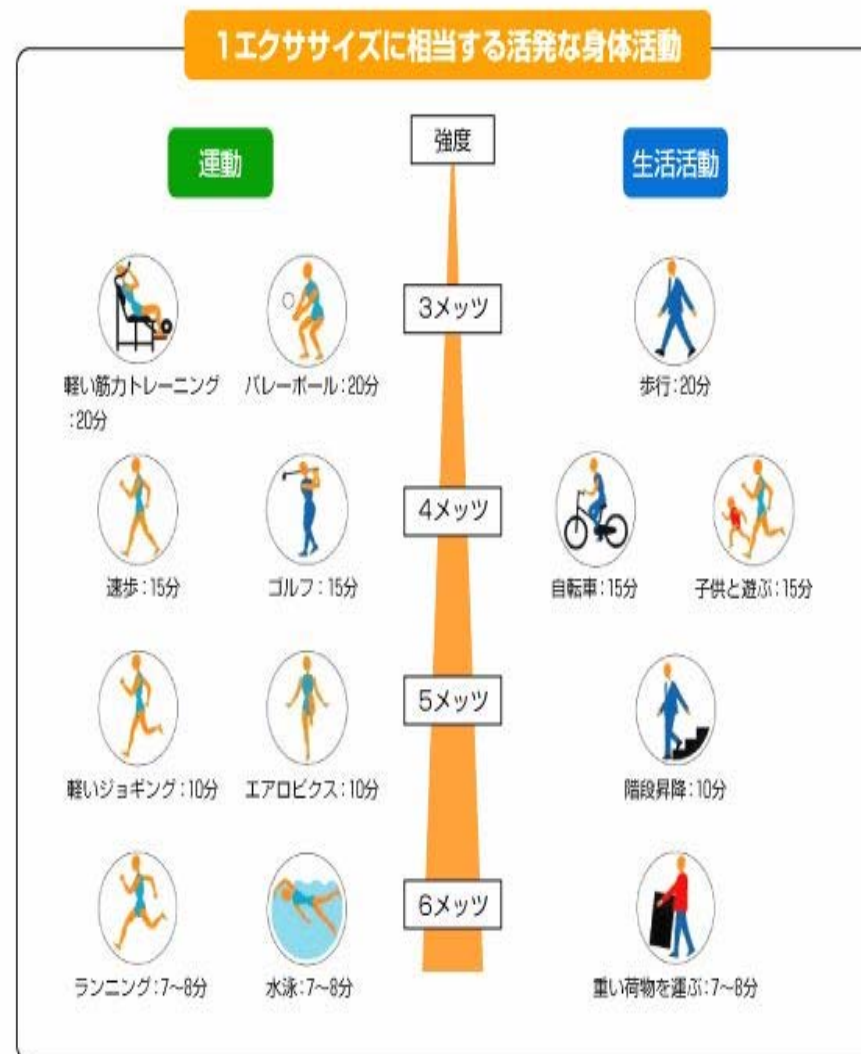 1エクササイズに相当する活発な身体活動
運動
強度
生活活動
3メッツ
軽い筋力トレーニング
:20分
バレーボール:20分
歩行:20分
4メッツ
速歩:15分
ゴルフ:15分
自転車:15分
子供と遊ぶ:15分
5メッツ
軽いジョギング:10分
エアロビクス:10分
階段昇降:10分
6メッツ
ランニング:7〜8分
水泳:7〜8分
重い荷物を運ぶ:7〜8分